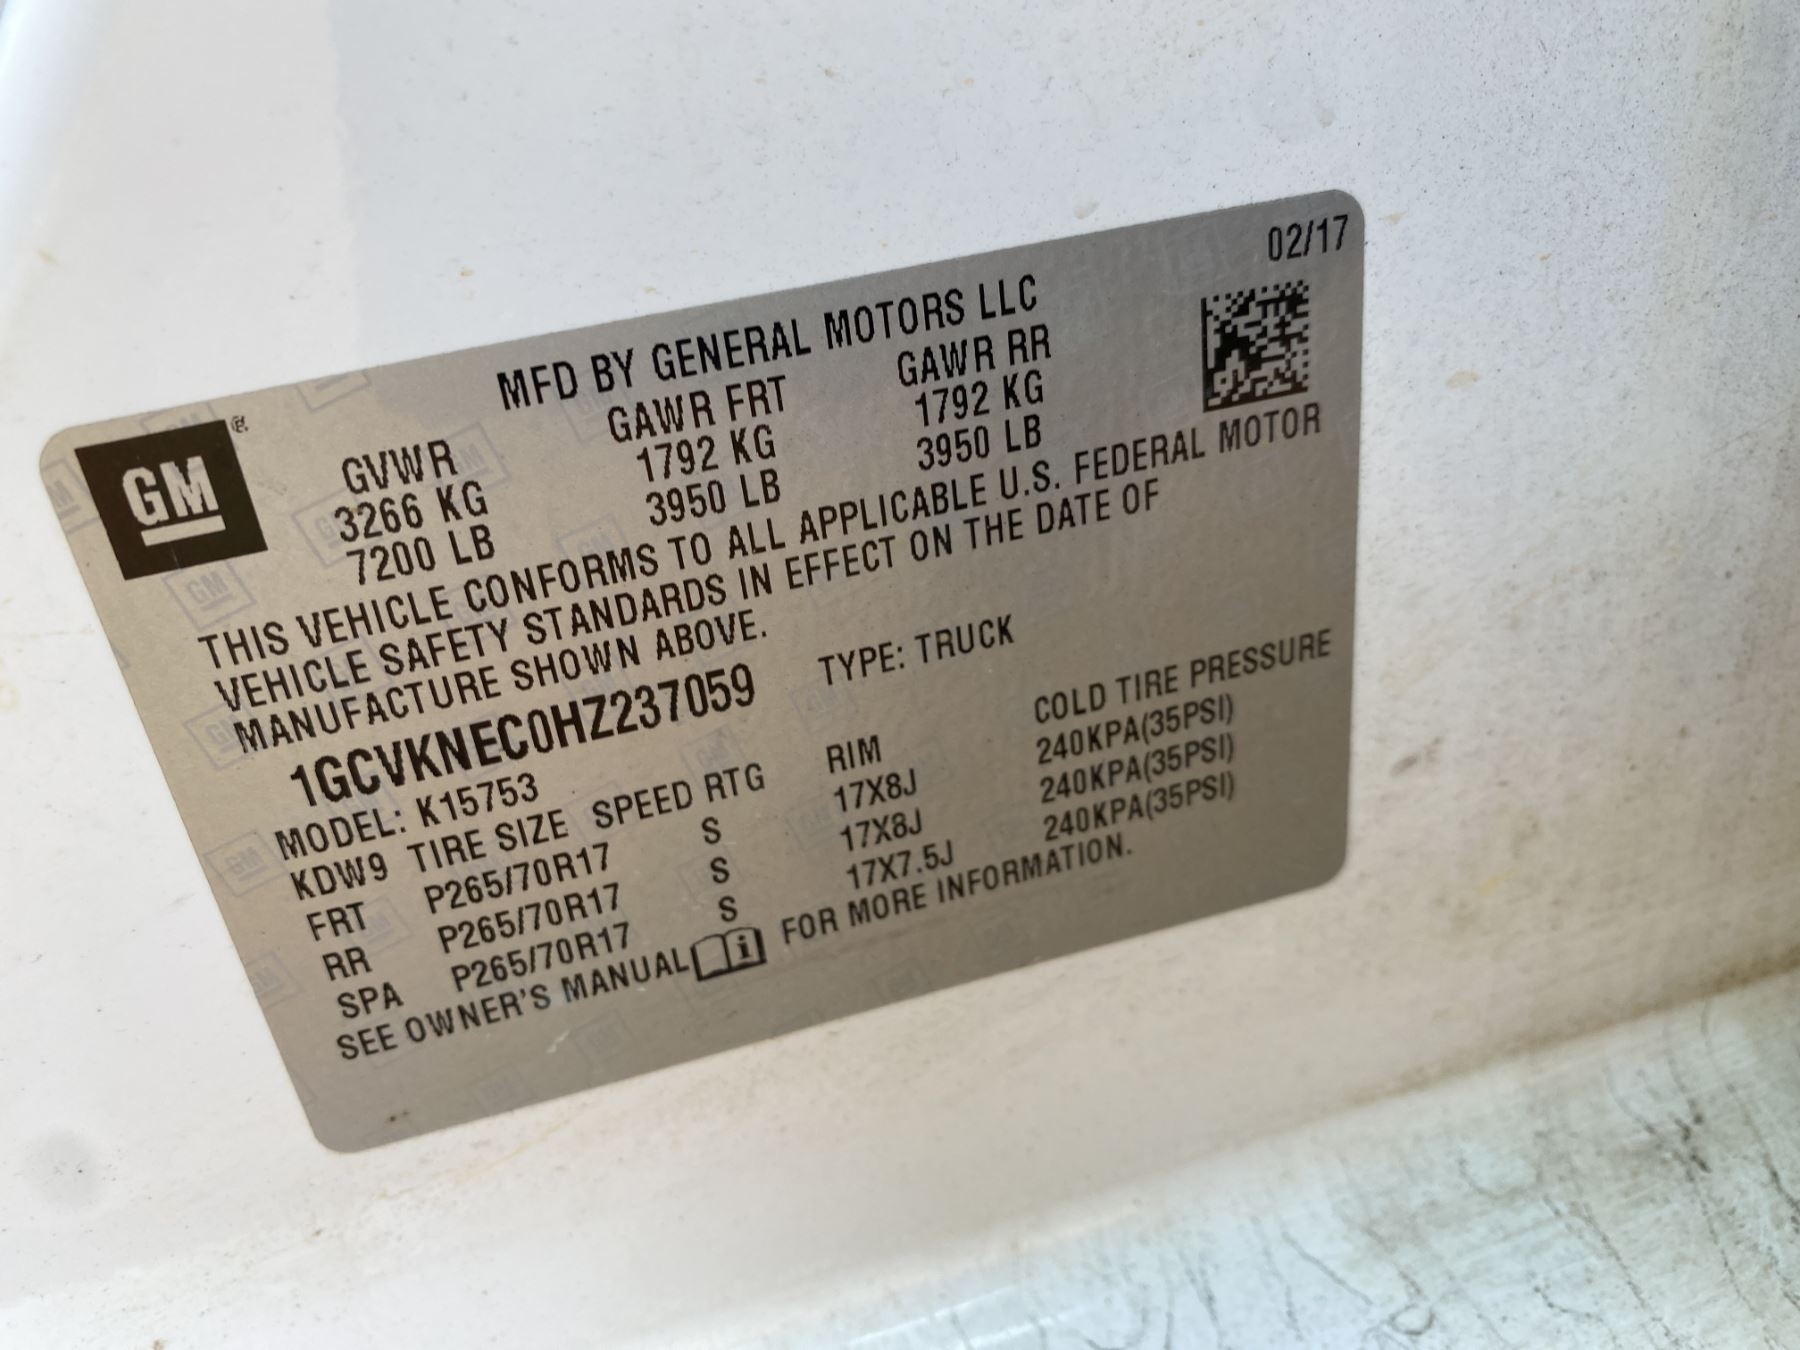 02/17
MFD BY GENERAL MOTORS LLC
GM®
GVWR GAWR FRT GAWR RR
3266 KG 1792 KG 1792 KG
7200 LB 3950 LB 3950 LB
THIS VEHICLE CONFORMS TO ALL APPLICABLE U.S. FEDERAL MOTOR
VEHICLE SAFETY STANDARDS IN EFFECT ON THE DATE OF
MANUFACTURE SHOWN ABOVE.
1GCVKNEC0HZ237059 TYPE: TRUCK
MODEL: K15753
KDW9 TIRE SIZE SPEED RTG RIM COLD TIRE PRESSURE
FRT P265/70R17 S 17X8J 240KPA(35PSI)
RR P265/70R17 S 17X8J 240KPA(35PSI)
SPA P265/70R17 S 17X7.5J 240KPA(35PSI)
SEE OWNER'S MANUAL FOR MORE INFORMATION.